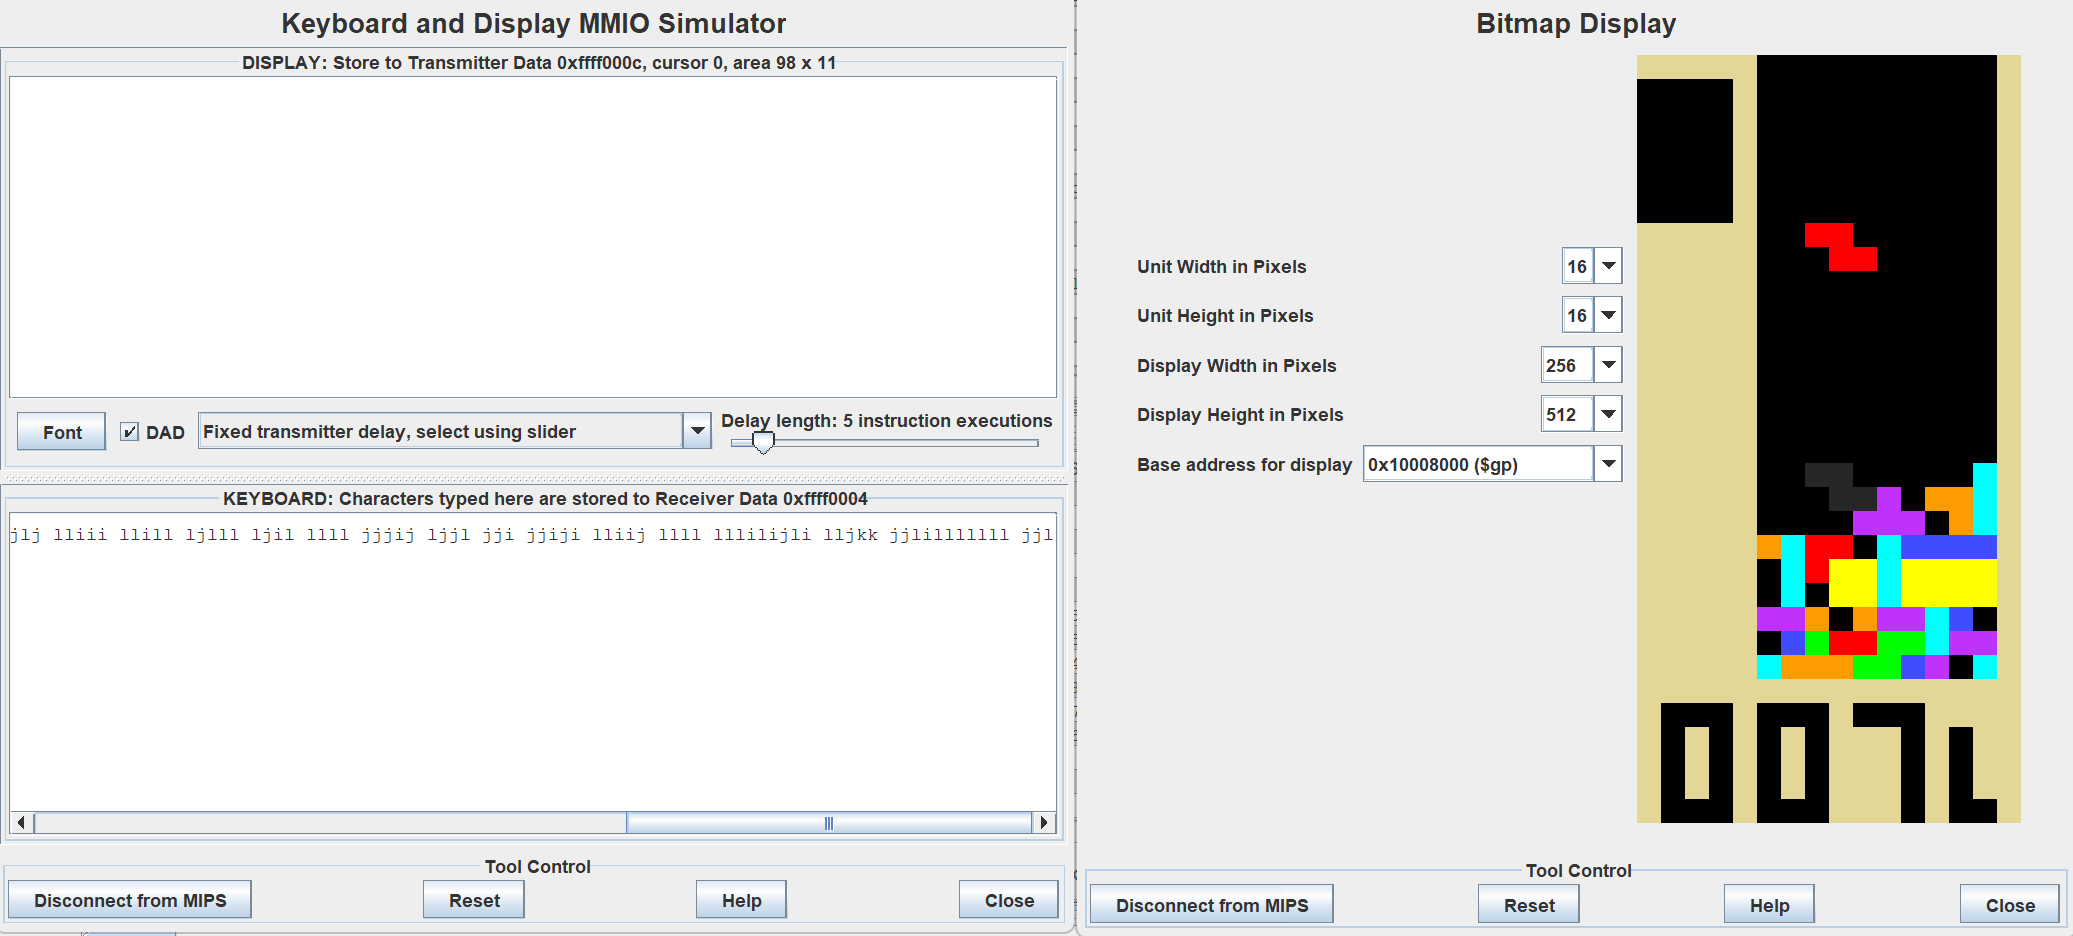 Keyboard and Display MMIO Simulator
DISPLAY: Store to Transmitter Data 0xffff000c, cursor 0, area 98 x 11
Font
DAD
Fixed transmitter delay, select using slider
Delay length: 5 instruction executions
KEYBOARD: Characters typed here are stored to Receiver Data 0xffff0004
jlj lliii llill ljlll ljil llll jjjij ljjl jji jjiji lliij llll lllilijli lljkk jjlilllllll jjl
Tool Control
Disconnect from MIPS
Reset
Help
Close
Bitmap Display
Unit Width in Pixels
16
Unit Height in Pixels
16
Display Width in Pixels
256
Display Height in Pixels
512
Base address for display
0x10008000 ($gp)
007L
Tool Control
Disconnect from MIPS
Reset
Help
Close